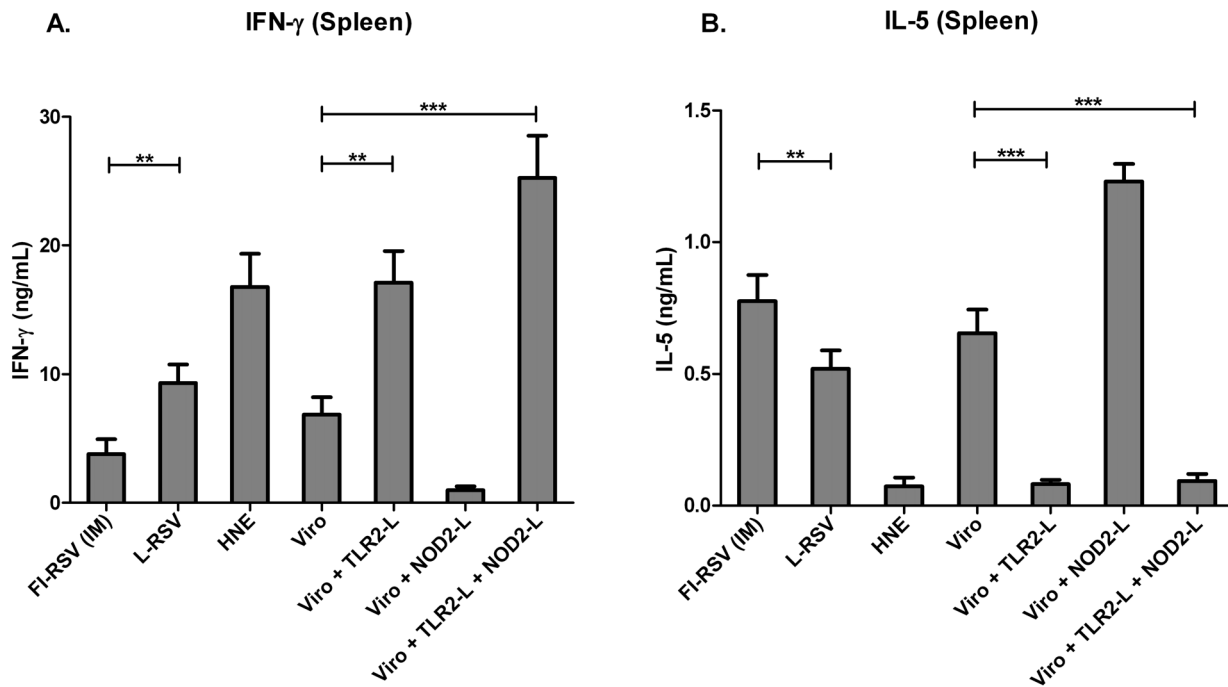 A.
IFN-γ (Spleen)
IFN-γ (ng/mL)
30
20
10
0
***
**
**
FI-RSV (IM)
L-RSV
HNE
Viro
Viro + TLR2-L
Viro + NOD2-L
Viro + TLR2-L + NOD2-L
B.
IL-5 (Spleen)
IL-5 (ng/mL)
1.5
1.0
0.5
0.0
***
**
***
FI-RSV (IM)
L-RSV
HNE
Viro
Viro + TLR2-L
Viro + NOD2-L
Viro + TLR2-L + NOD2-L